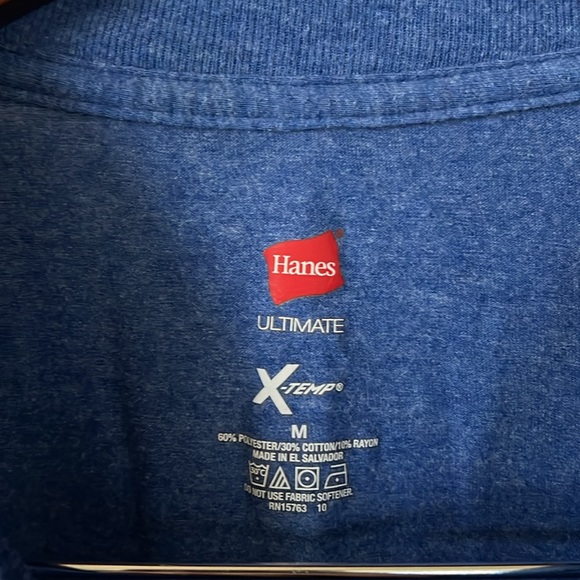 Hanes
ULTIMATE
X-TEMP®
M
60% POLYESTER/30% COTTON/10% RAYON
MADE IN EL SALVADOR
DO NOT USE FABRIC SOFTENER.
RN15763 10